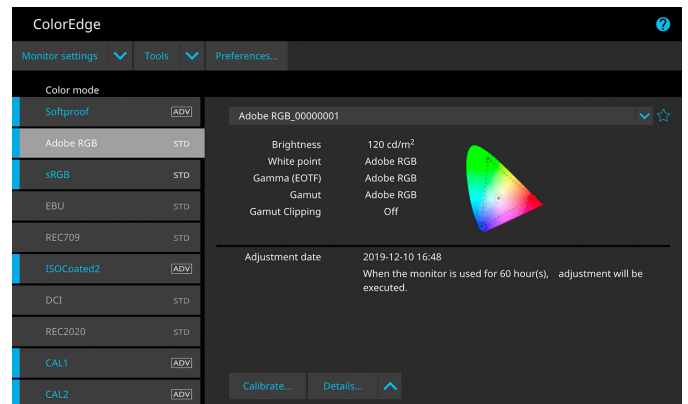 ColorEdge
Monitor settings Tools Preferences...
Color mode
Softproof ADV
Adobe RGB STD
sRGB STD
EBU STD
REC709 STD
ISOCoated2 ADV
DCI STD
REC2020 STD
CAL1 ADV
CAL2 ADV
Adobe RGB_00000001
Brightness 120 cd/m²
White point Adobe RGB
Gamma (EOTF) Adobe RGB
Gamut Adobe RGB
Gamut Clipping Off
Adjustment date 2019-12-10 16:48
When the monitor is used for 60 hour(s), adjustment will be
executed.
Calibrate... Details...